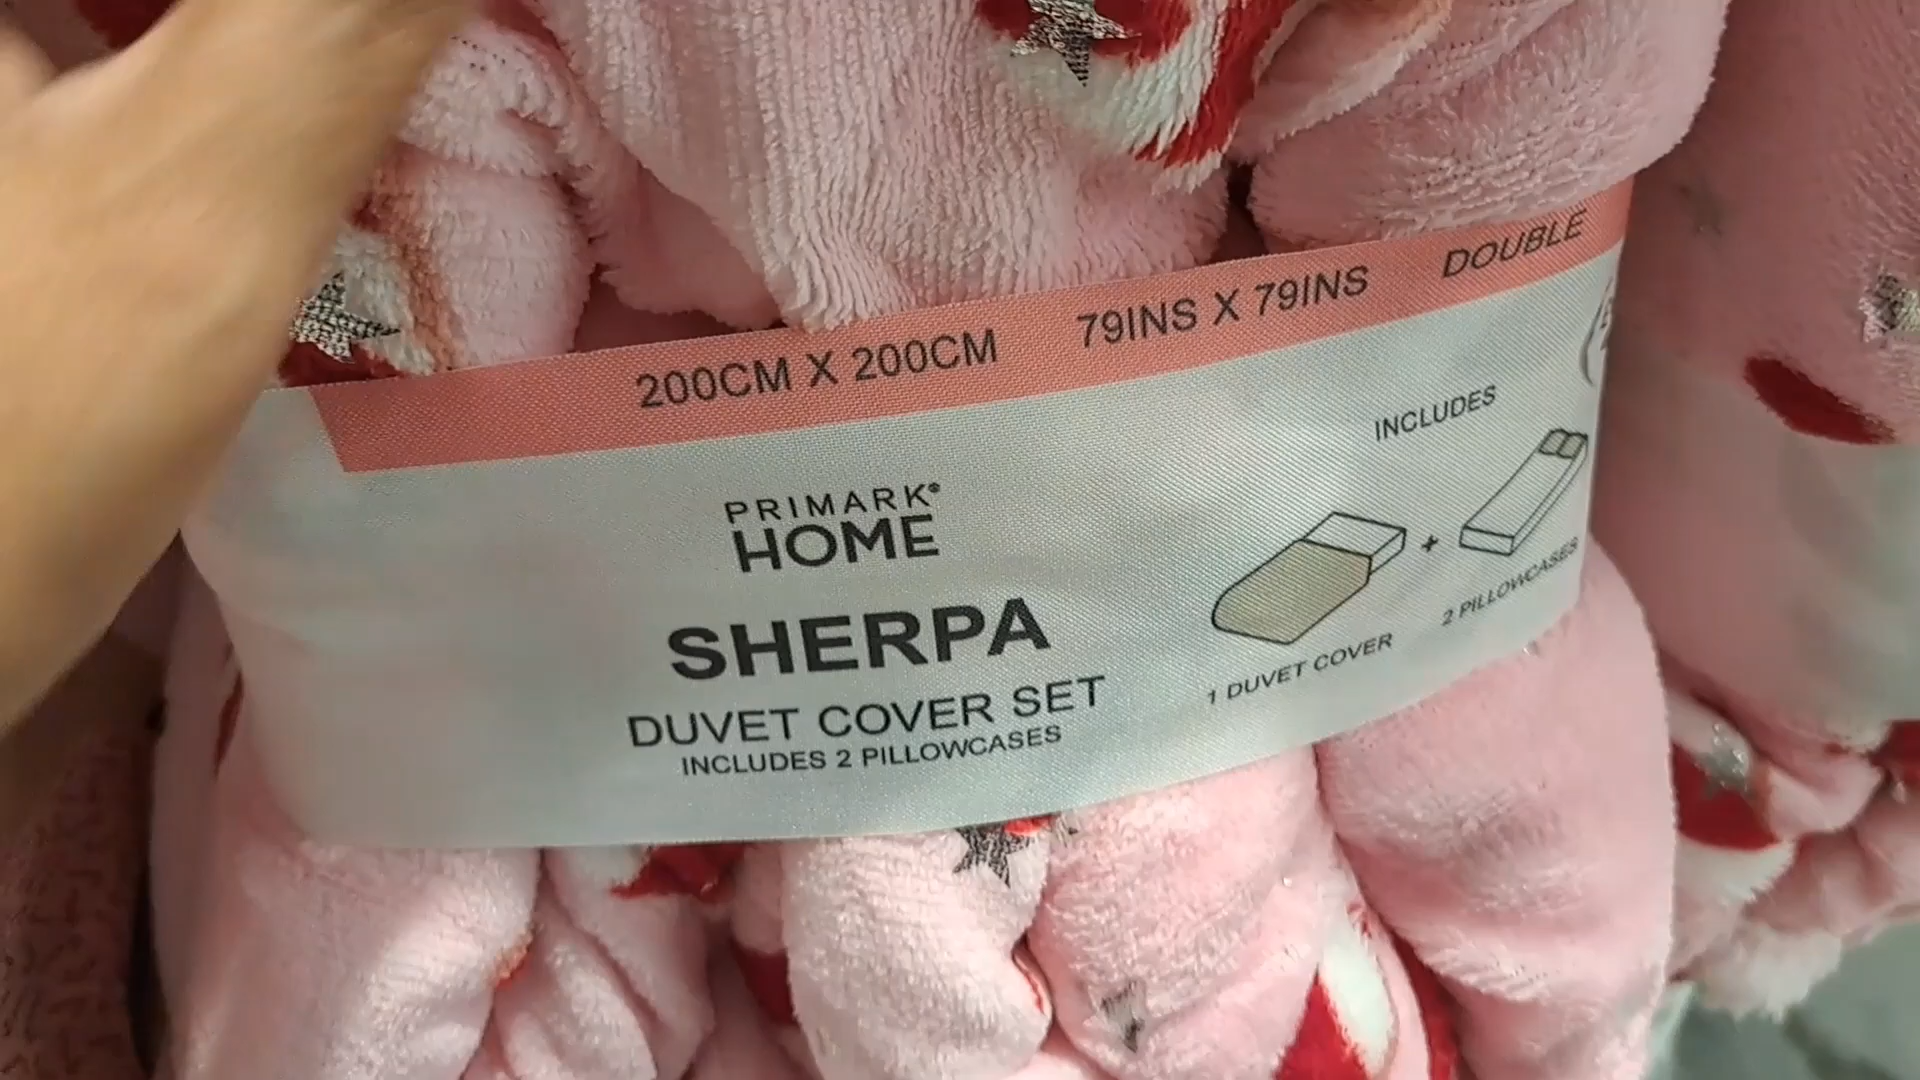 200CM X 200CM 79INS X 79INS DOUBLE
PRIMARK®
HOME
SHERPA
DUVET COVER SET
INCLUDES 2 PILLOWCASES
INCLUDES
+
1 DUVET COVER
2 PILLOWCASES